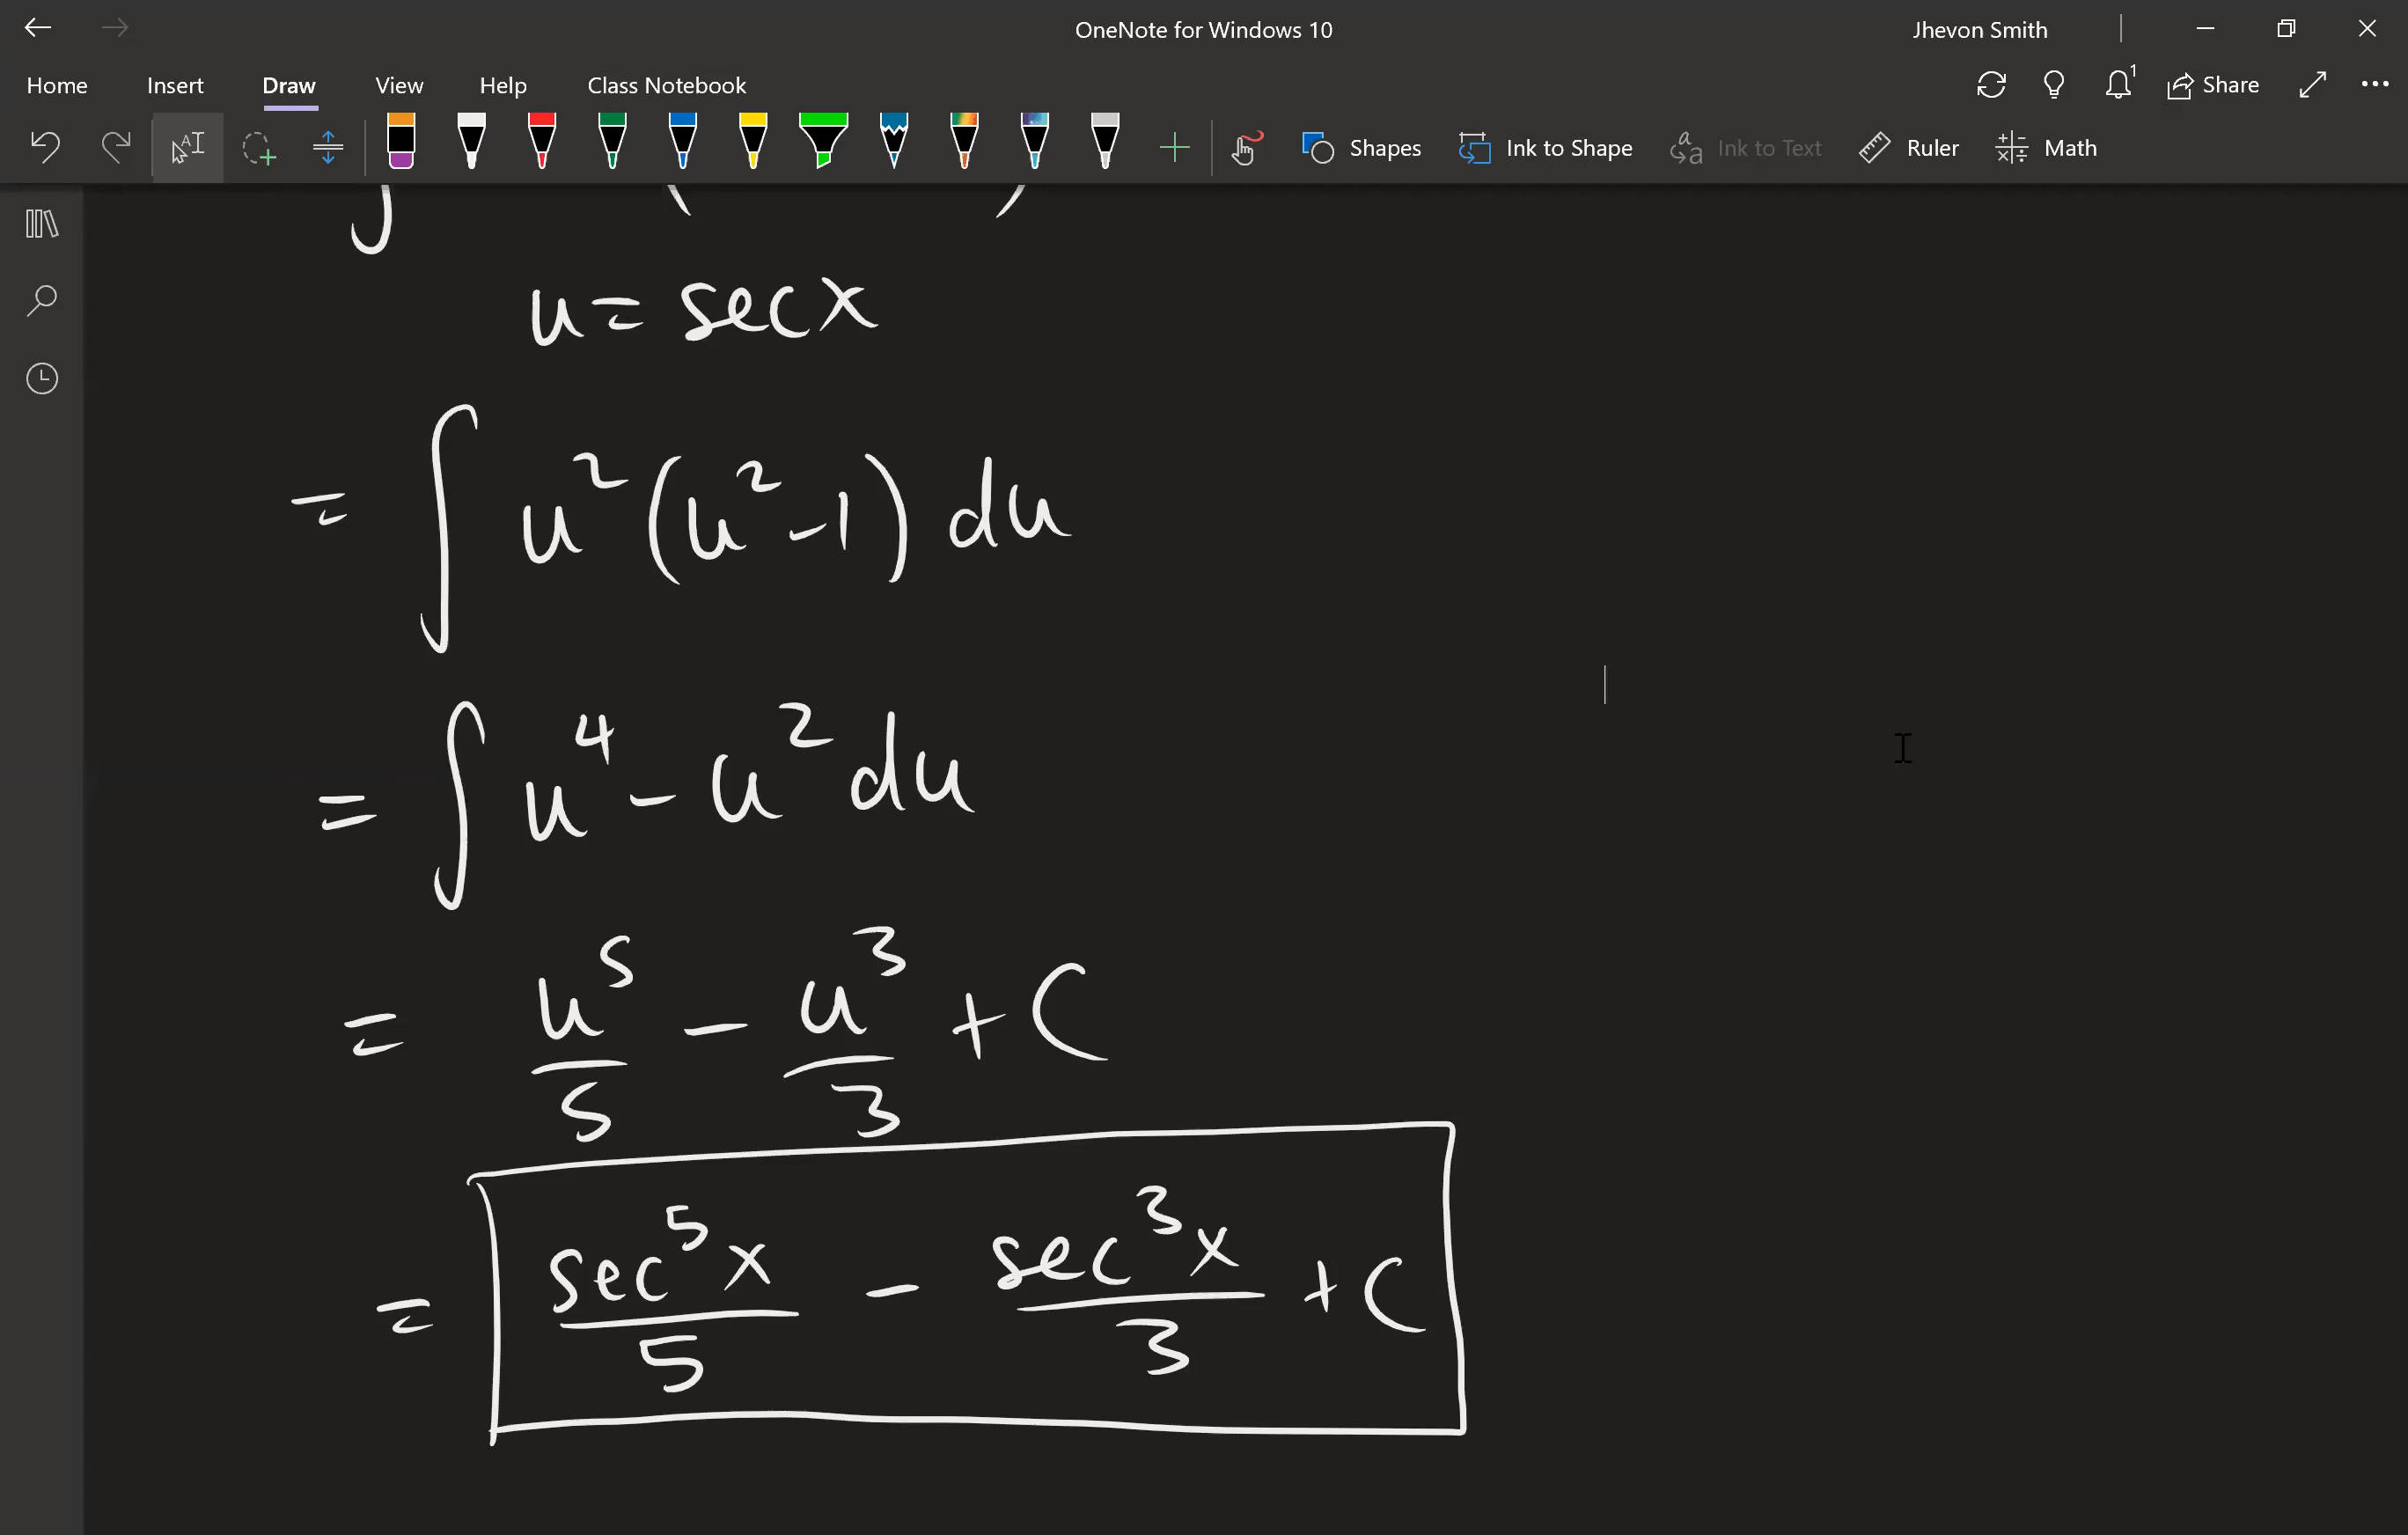 OneNote for Windows 10
Jhevon Smith
Home Insert Draw View Help Class Notebook
1
Share
Shapes Ink to Shape Ink to Text Ruler Math
∫ ( )
u = sec x
= ∫ u²(u² - 1) du
= ∫ u⁴ - u² du
= u⁵/5 - u³/3 + C
= sec⁵x/5 - sec³x/3 + C